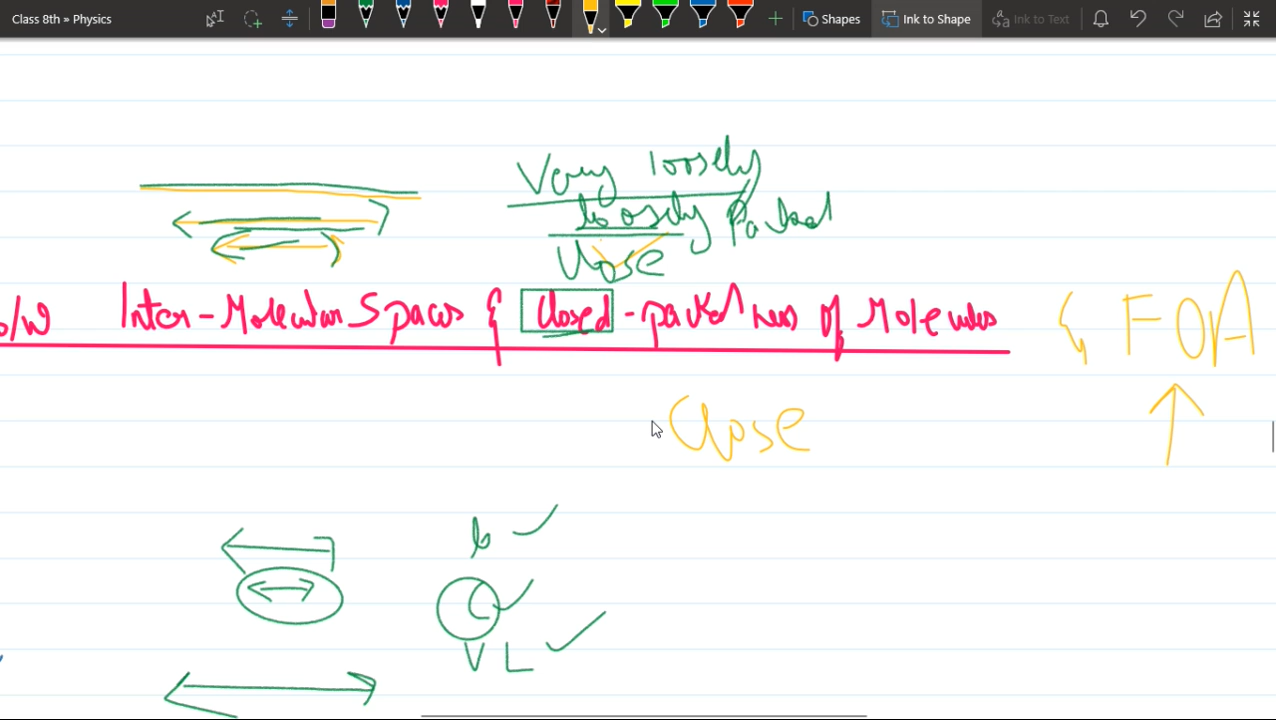 Class 8th » Physics
Shapes
Ink to Shape
Ink to Text
Very loosely
loosely Packed
Close
b/w Inter-Molecular Spaces & Closed-packedness of Molecules { FOA
Close
L
C
VL